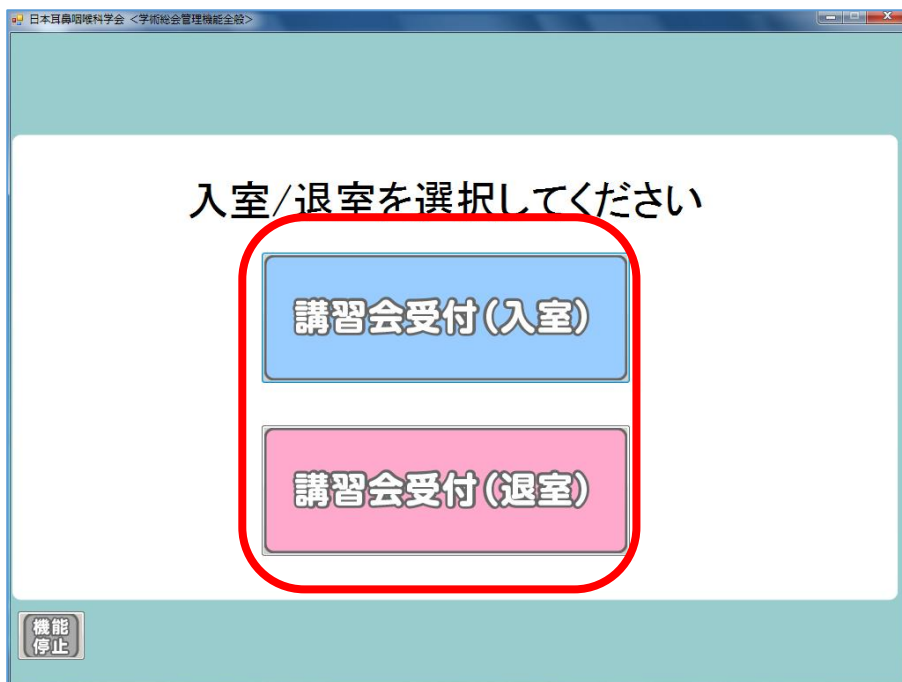 日本耳鼻咽喉科学会 <学術総会管理機能全般>
入室/退室を選択してください
講習会受付(入室)
講習会受付(退室)
機能
停止